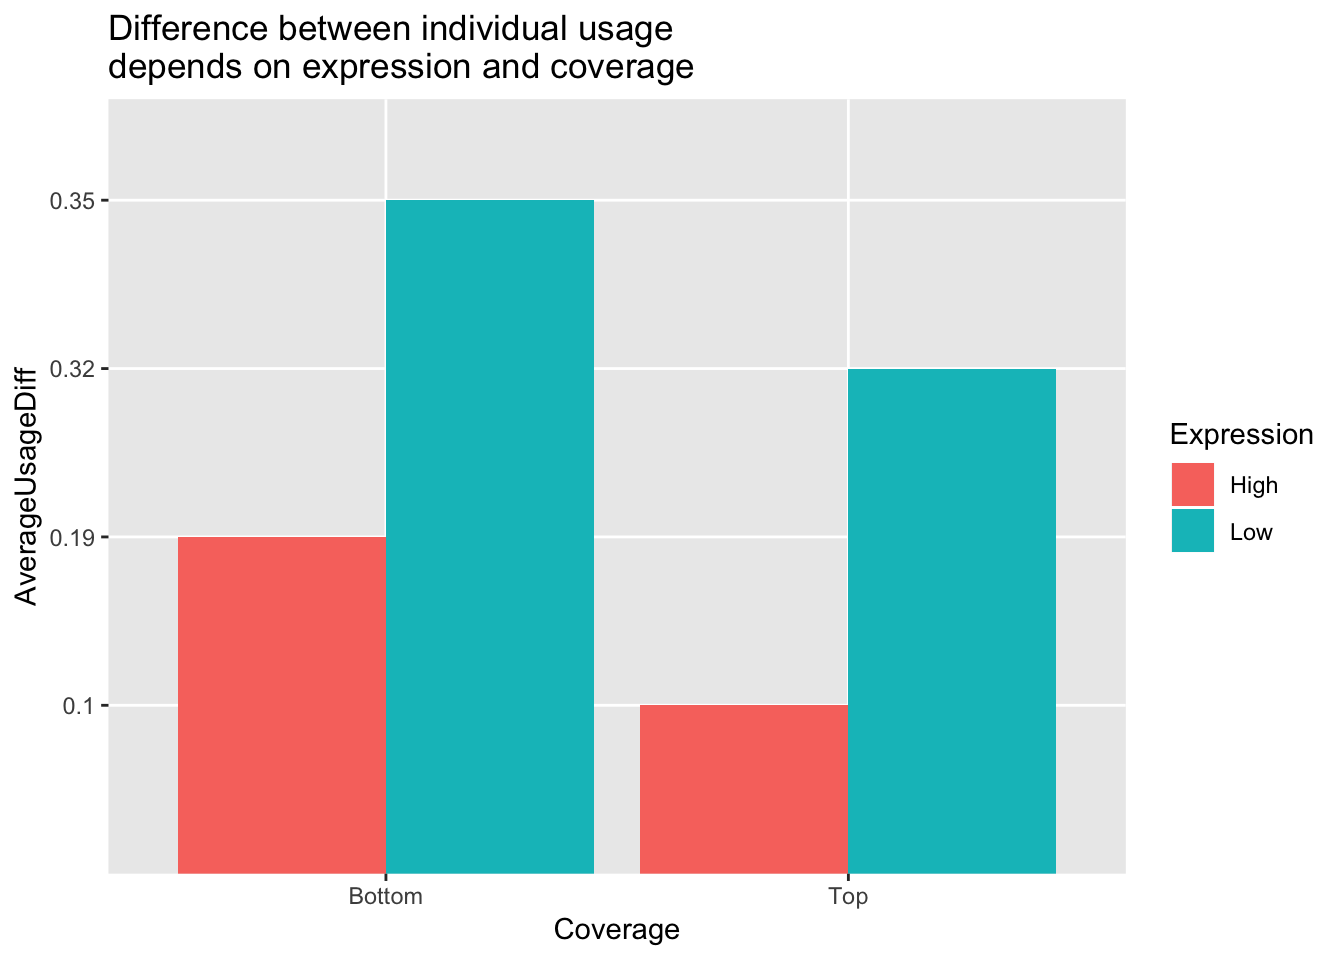 Difference between individual usage
depends on expression and coverage
0.35
0.32
0.19
0.1
AverageUsageDiff
Bottom
Top
Coverage
Expression
High
Low